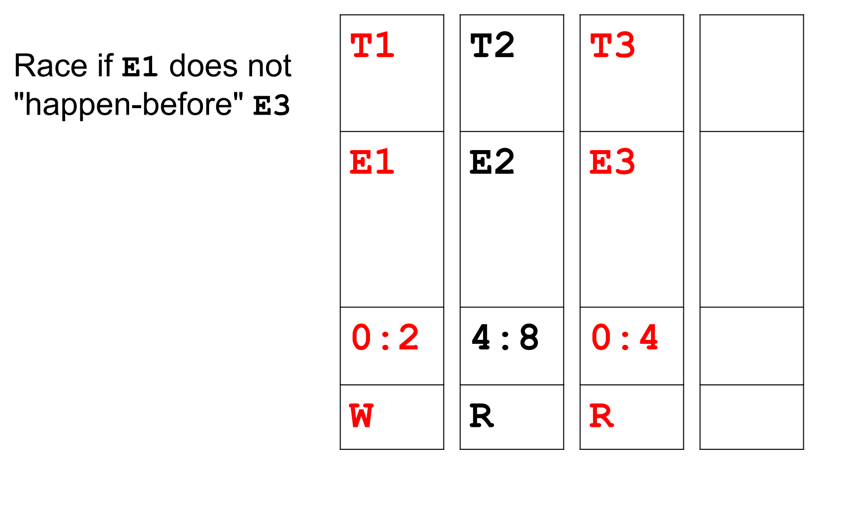 Race if E1 does not
"happen-before" E3
T1 T2 T3
E1 E2 E3
0:2 4:8 0:4
W R R